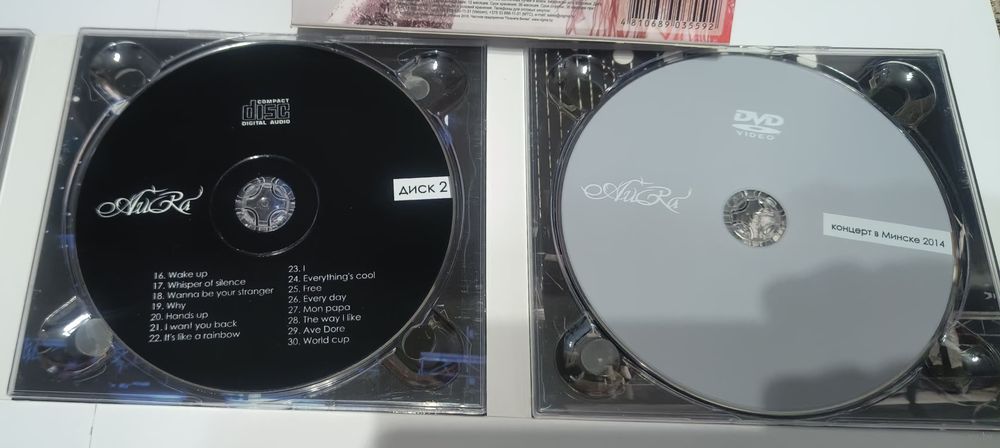 4 810689 035592
COMPACT
disc
DIGITAL AUDIO
AuRa
ДИСК 2
16. Wake up
17. Whisper of silence
18. Wanna be your stranger
19. Why
20. Hands up
21. I want you back
22. It's like a rainbow
23. I
24. Everything's cool
25. Free
26. Every day
27. Mon papa
28. The way I like
29. Ave Dore
30. World cup
DVD
VIDEO
AuRa
концерт в Минске 2014